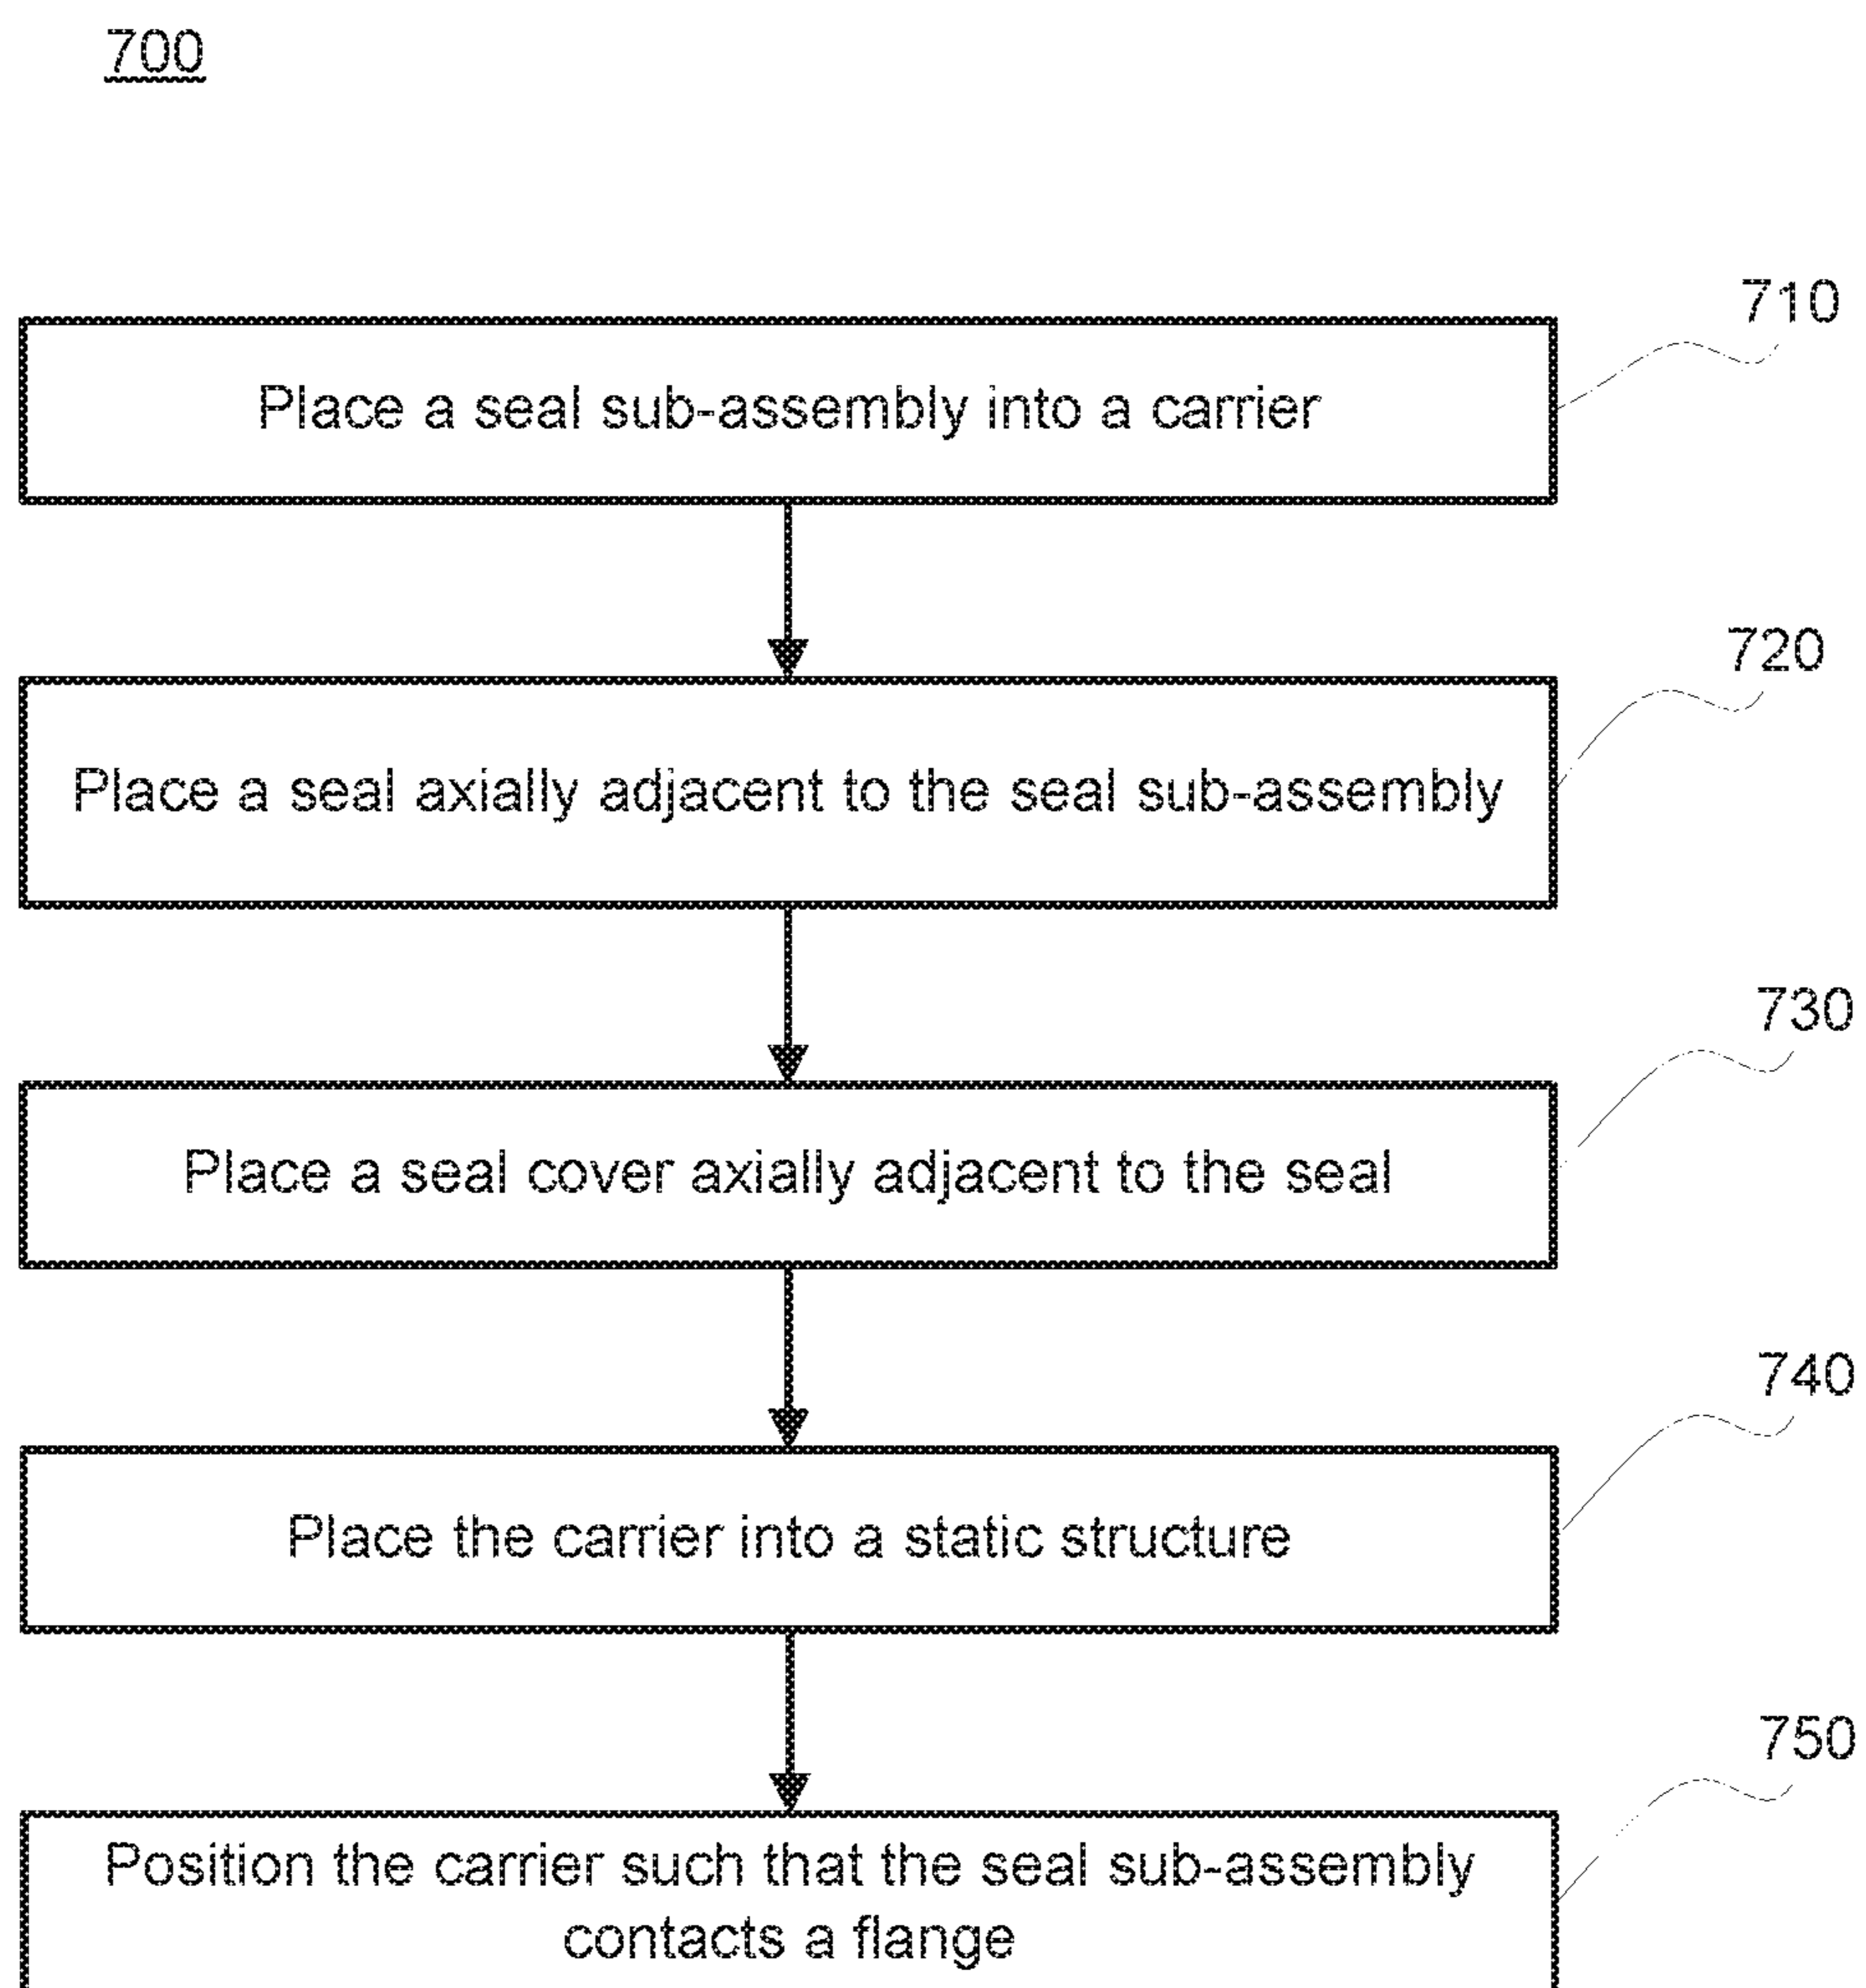 700
710
Place a seal sub-assembly into a carrier
720
Place a seal axially adjacent to the seal sub-assembly
730
Place a seal cover axially adjacent to the seal
740
Place the carrier into a static structure
750
Position the carrier such that the seal sub-assembly
contacts a flange